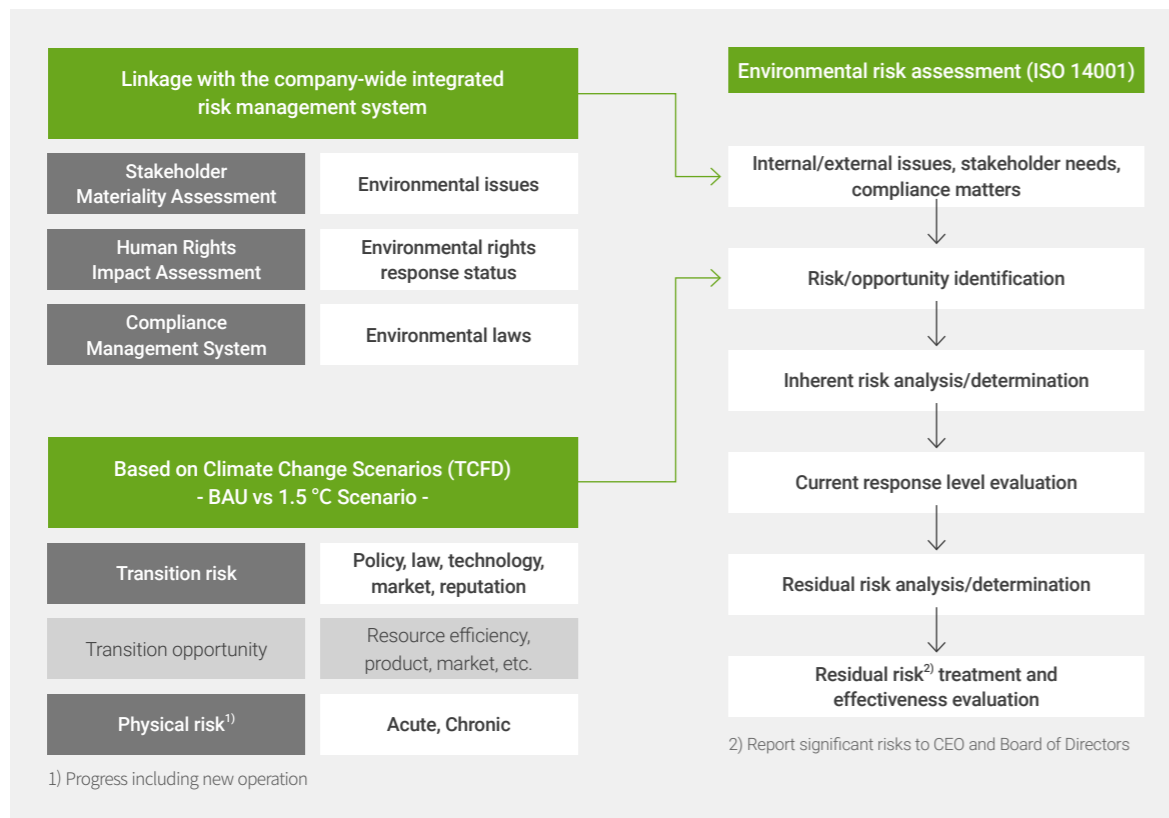 Linkage with the company-wide integrated
risk management system
Stakeholder
Materiality Assessment
Environmental issues
Human Rights
Impact Assessment
Environmental rights
response status
Compliance
Management System
Environmental laws
Based on Climate Change Scenarios (TCFD)
- BAU vs 1.5 °C Scenario -
Transition risk
Policy, law, technology,
market, reputation
Transition opportunity
Resource efficiency,
product, market, etc.
Physical risk1)
Acute, Chronic
1) Progress including new operation
Environmental risk assessment (ISO 14001)
Internal/external issues, stakeholder needs,
compliance matters
Risk/opportunity identification
Inherent risk analysis/determination
Current response level evaluation
Residual risk analysis/determination
Residual risk2) treatment and
effectiveness evaluation
2) Report significant risks to CEO and Board of Directors